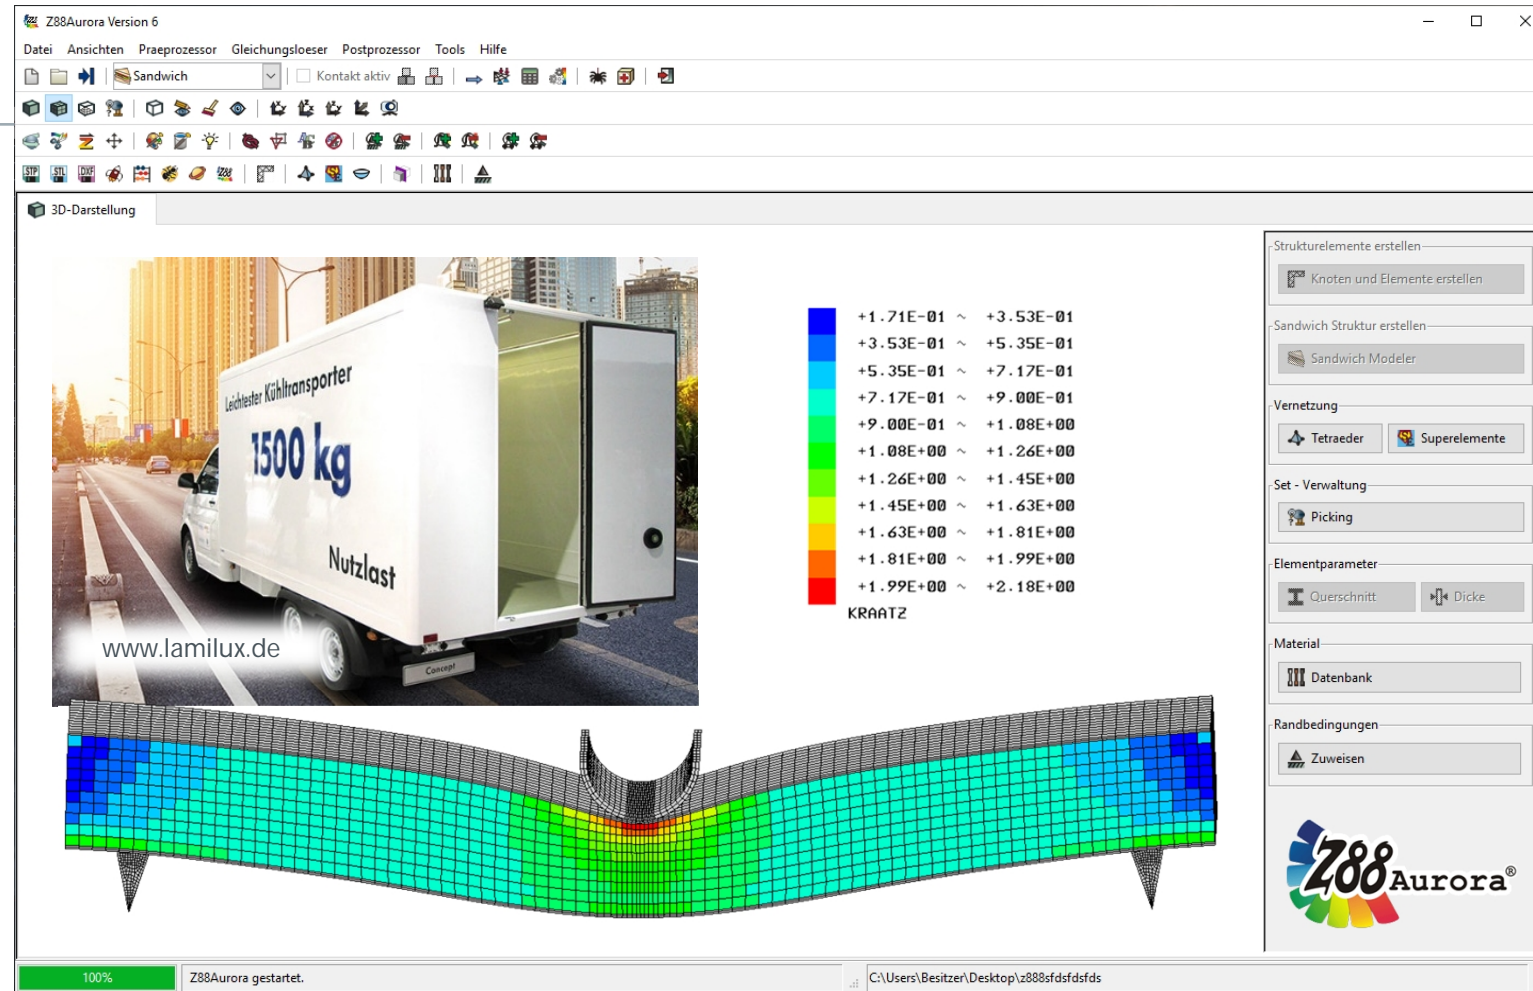 Z88Aurora Version 6
Datei Ansichten Praeprozessor Gleichungsloeser Postprozessor Tools Hilfe
Sandwich Kontakt aktiv
STP STL DXF Z88
3D-Darstellung
Strukturelemente erstellen
Knoten und Elemente erstellen
Sandwich Struktur erstellen
Sandwich Modeler
Vernetzung
Tetraeder Superelemente
Set - Verwaltung
Picking
Elementparameter
Querschnitt Dicke
Material
Datenbank
Randbedingungen
Zuweisen
Z88Aurora®
Leichtester Kühltransporter
1500 kg
Nutzlast
Concept
www.lamilux.de
+1.71E-01 ~ +3.53E-01
+3.53E-01 ~ +5.35E-01
+5.35E-01 ~ +7.17E-01
+7.17E-01 ~ +9.00E-01
+9.00E-01 ~ +1.08E+00
+1.08E+00 ~ +1.26E+00
+1.26E+00 ~ +1.45E+00
+1.45E+00 ~ +1.63E+00
+1.63E+00 ~ +1.81E+00
+1.81E+00 ~ +1.99E+00
+1.99E+00 ~ +2.18E+00
KRAATZ
100% Z88Aurora gestartet. C:\Users\Besitzer\Desktop\z888sfdsfdsfds